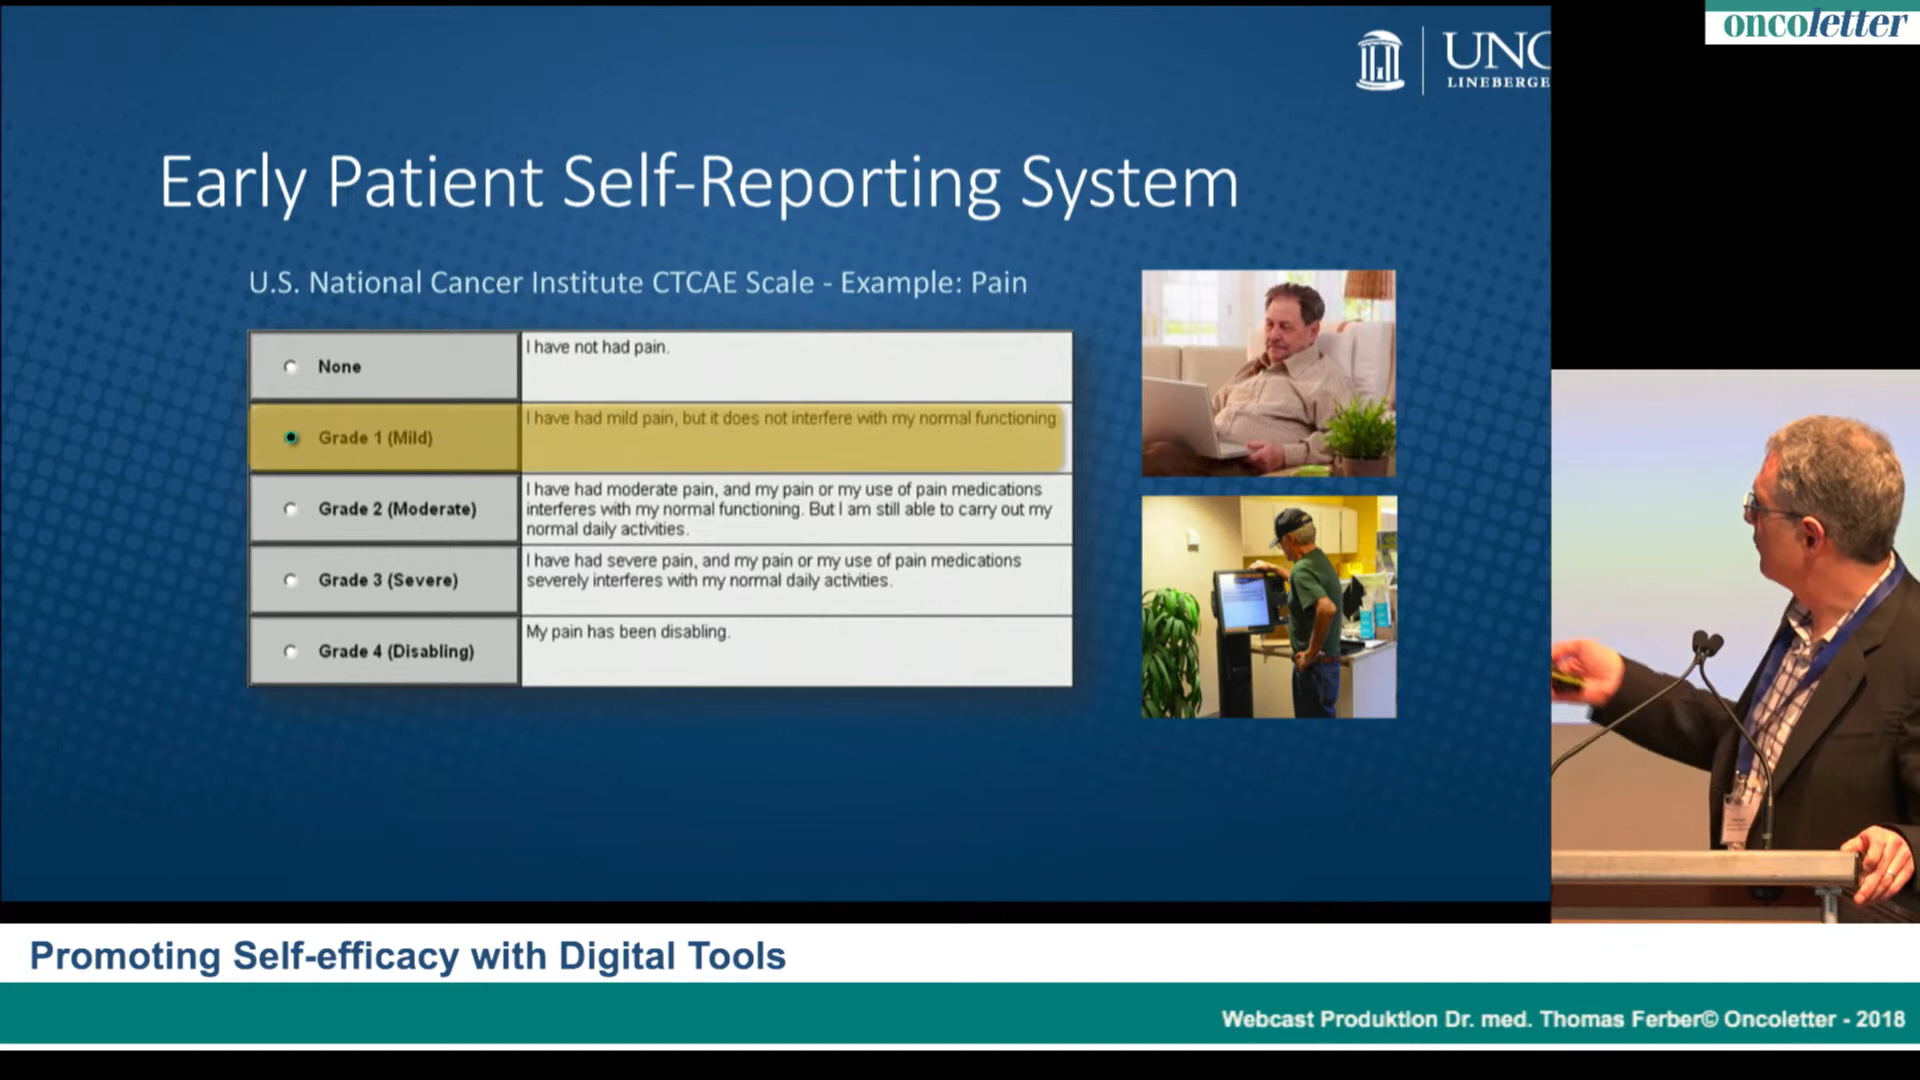 oncoletter
UNC
LINEBERGE
Early Patient Self-Reporting System
U.S. National Cancer Institute CTCAE Scale - Example: Pain
None
I have not had pain.
Grade 1 (Mild)
I have had mild pain, but it does not interfere with my normal functioning
Grade 2 (Moderate)
I have had moderate pain, and my pain or my use of pain medications
interferes with my normal functioning. But I am still able to carry out my
normal daily activities.
Grade 3 (Severe)
I have had severe pain, and my pain or my use of pain medications
severely interferes with my normal daily activities.
Grade 4 (Disabling)
My pain has been disabling.
Promoting Self-efficacy with Digital Tools
Webcast Produktion Dr. med. Thomas Ferber© Oncoletter - 2018